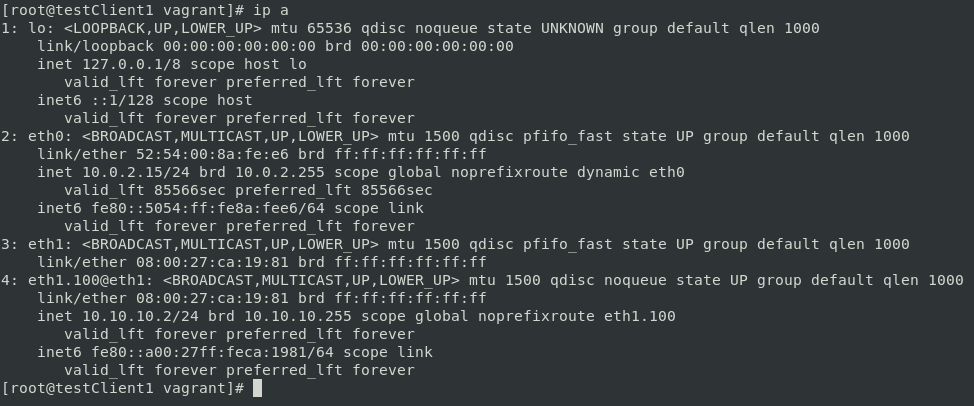 [root@testClient1 vagrant]# ip a
1: lo: <LOOPBACK,UP,LOWER_UP> mtu 65536 qdisc noqueue state UNKNOWN group default qlen 1000
    link/loopback 00:00:00:00:00:00 brd 00:00:00:00:00:00
    inet 127.0.0.1/8 scope host lo
       valid_lft forever preferred_lft forever
    inet6 ::1/128 scope host
       valid_lft forever preferred_lft forever
2: eth0: <BROADCAST,MULTICAST,UP,LOWER_UP> mtu 1500 qdisc pfifo_fast state UP group default qlen 1000
    link/ether 52:54:00:8a:fe:e6 brd ff:ff:ff:ff:ff:ff
    inet 10.0.2.15/24 brd 10.0.2.255 scope global noprefixroute dynamic eth0
       valid_lft 85566sec preferred_lft 85566sec
    inet6 fe80::5054:ff:fe8a:fee6/64 scope link
       valid_lft forever preferred_lft forever
3: eth1: <BROADCAST,MULTICAST,UP,LOWER_UP> mtu 1500 qdisc pfifo_fast state UP group default qlen 1000
    link/ether 08:00:27:ca:19:81 brd ff:ff:ff:ff:ff:ff
4: eth1.100@eth1: <BROADCAST,MULTICAST,UP,LOWER_UP> mtu 1500 qdisc noqueue state UP group default qlen 1000
    link/ether 08:00:27:ca:19:81 brd ff:ff:ff:ff:ff:ff
    inet 10.10.10.2/24 brd 10.10.10.255 scope global noprefixroute eth1.100
       valid_lft forever preferred_lft forever
    inet6 fe80::a00:27ff:feca:1981/64 scope link
       valid_lft forever preferred_lft forever
[root@testClient1 vagrant]#